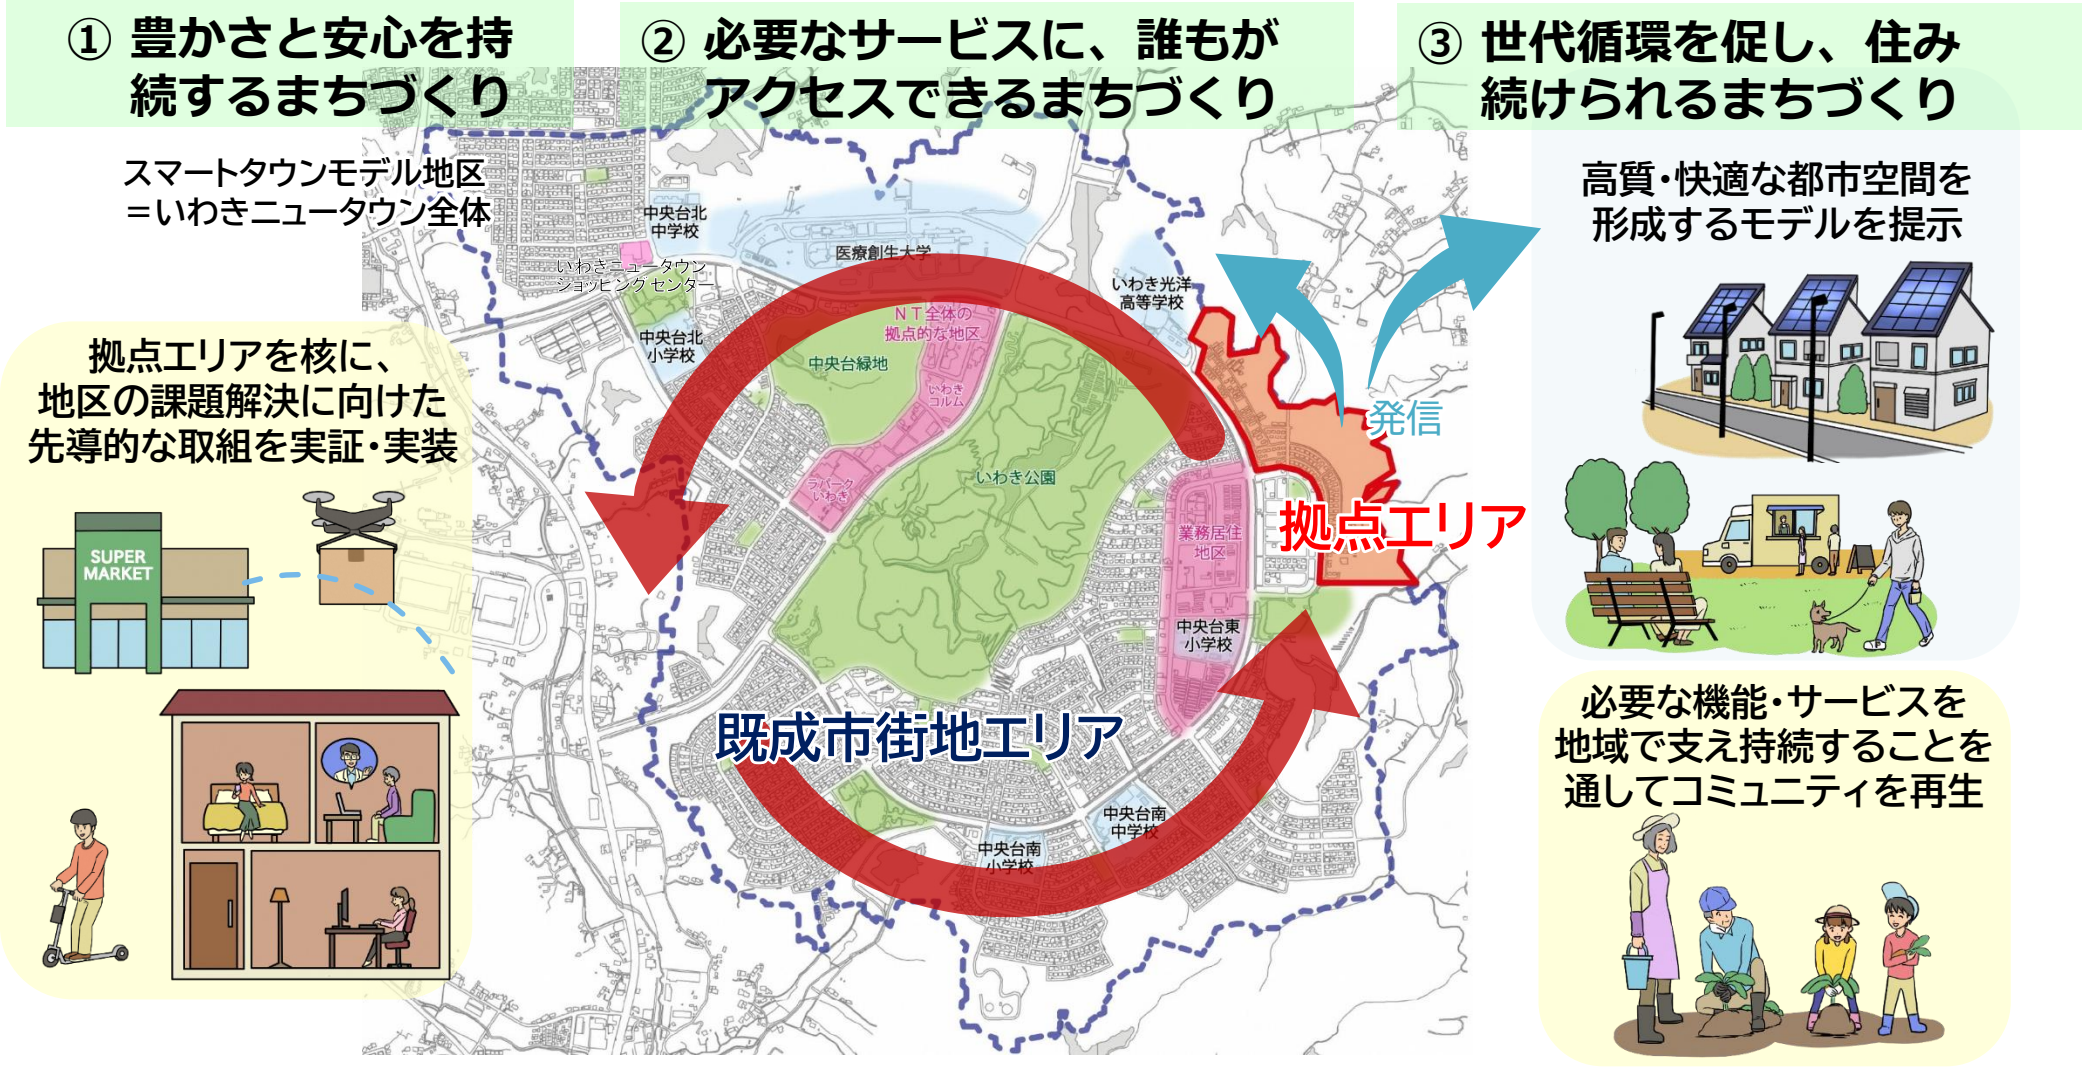 ① 豊かさと安心を持
続するまちづくり
② 必要なサービスに、誰もが
アクセスできるまちづくり
③ 世代循環を促し、住み
続けられるまちづくり
スマートタウンモデル地区
＝いわきニュータウン全体
拠点エリアを核に、
地区の課題解決に向けた
先導的な取組を実証・実装
SUPER
MARKET
中央台北
中学校
いわきニュータウン
ショッピングセンター
中央台北
小学校
医療創生大学
いわき光洋
高等学校
ＮＴ全体の
拠点的な地区
中央台緑地
いわき
コルム
ラパーク
いわき
いわき公園
業務居住
地区
中央台東
小学校
発信
拠点エリア
既成市街地エリア
中央台南
中学校
中央台南
小学校
高質・快適な都市空間を
形成するモデルを提示
必要な機能・サービスを
地域で支え持続することを
通してコミュニティを再生